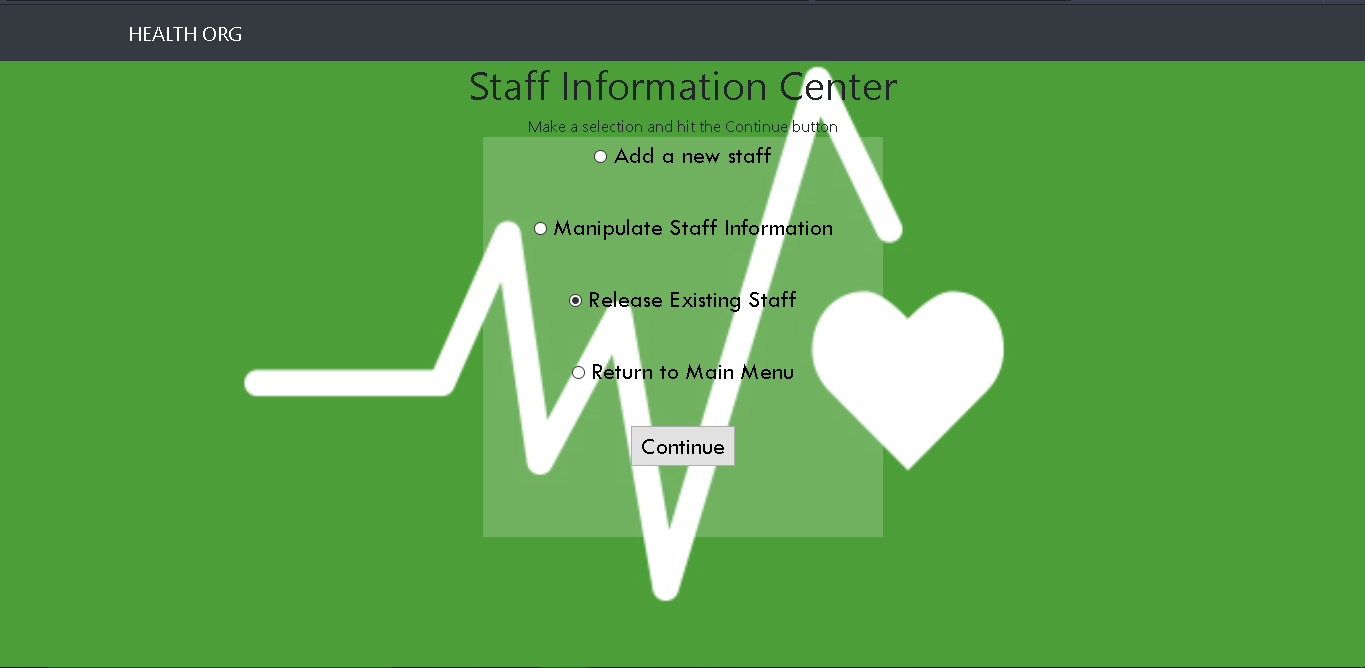 HEALTH ORG
Staff Information Center
Make a selection and hit the Continue button
Add a new staff
Manipulate Staff Information
Release Existing Staff
Return to Main Menu
Continue